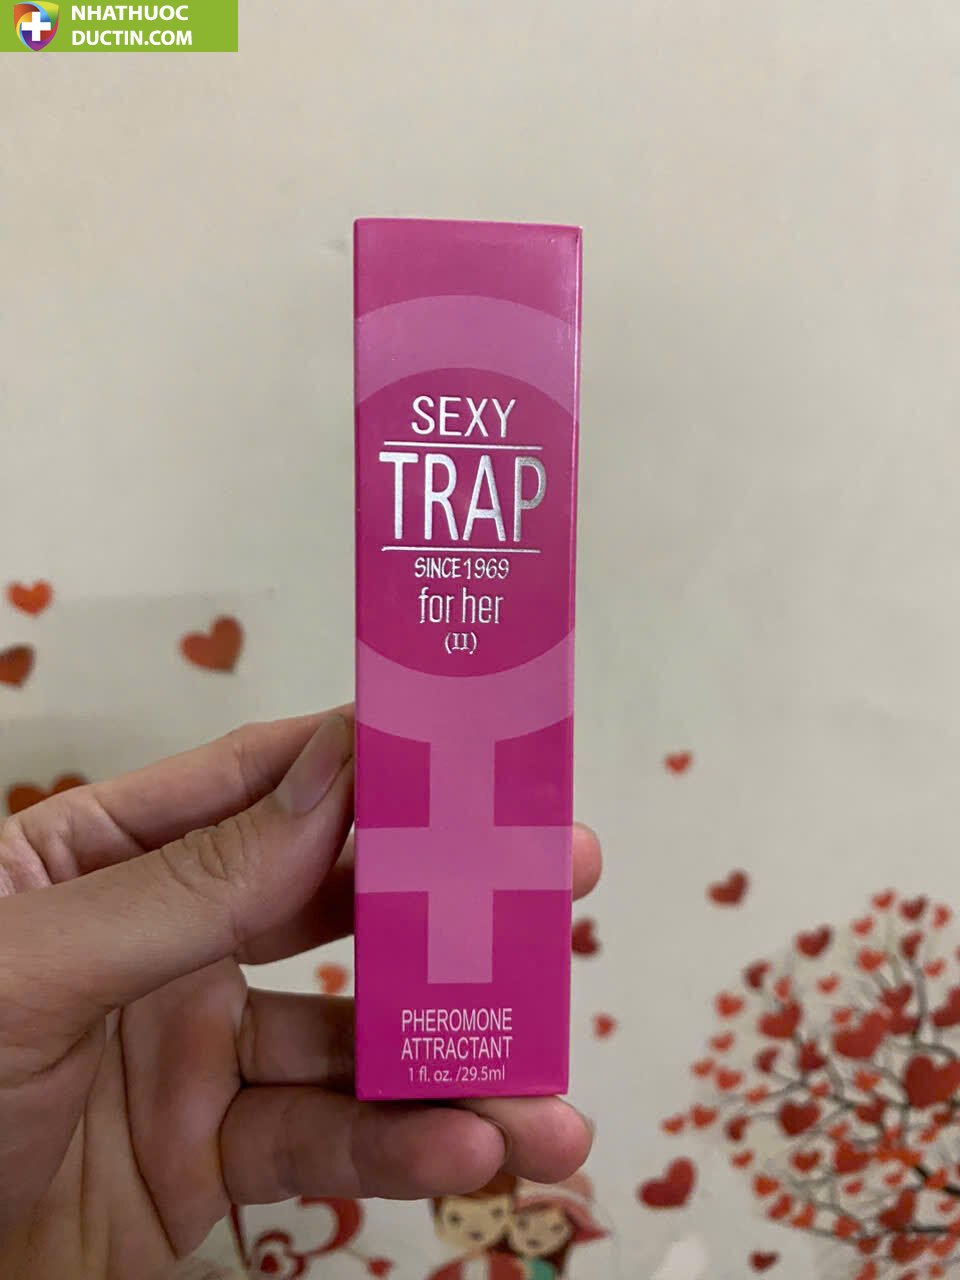 NHATHUOC
DUCTIN.COM
SEXY
TRAP
SINCE1969
for her
(II)
PHEROMONE
ATTRACTANT
1 fl. oz. /29.5ml